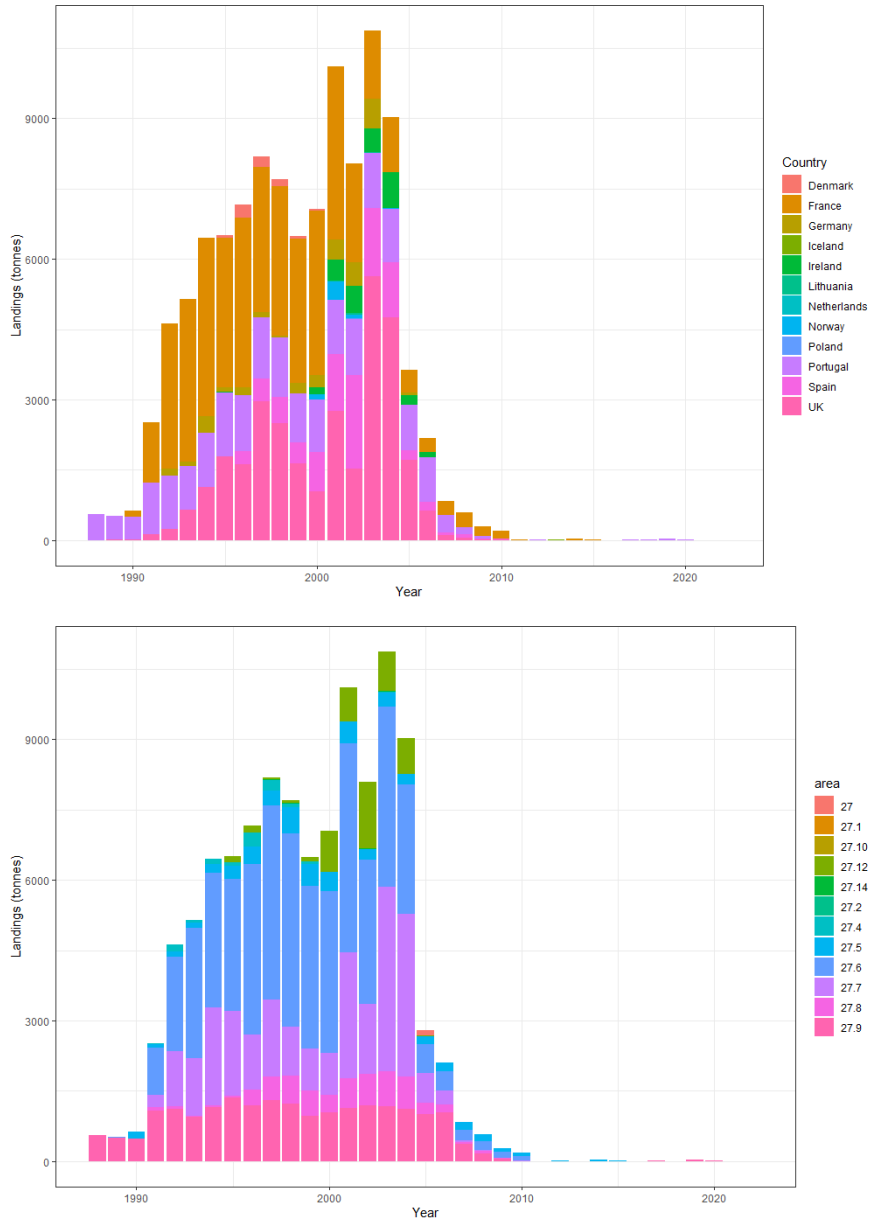 9000
6000
3000
0
Landings (tonnes)
1990
2000
2010
2020
Year
Country
Denmark
France
Germany
Iceland
Ireland
Lithuania
Netherlands
Norway
Poland
Portugal
Spain
UK
9000
6000
3000
0
Landings (tonnes)
1990
2000
2010
2020
Year
area
27
27.1
27.10
27.12
27.14
27.2
27.4
27.5
27.6
27.7
27.8
27.9